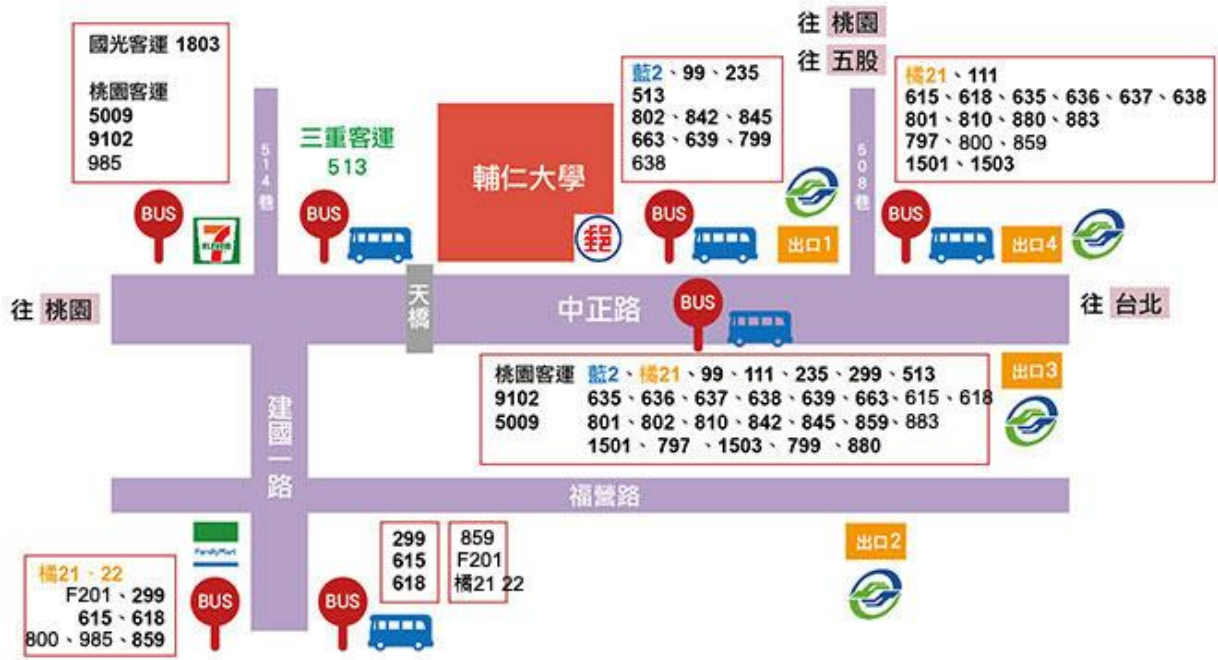 往 桃園
往 五股
國光客運 1803
桃園客運
5009
9102
985
BUS
7
ELEVEN
514巷
三重客運
513
BUS
輔仁大學
郵
藍2、99、235
513
802、842、845
663、639、799
638
BUS
出口1
508巷
橘21、111
615、618、635、636、637、638
801、810、880、883
797、800、859
1501、1503
BUS
出口4
往 桃園
天橋
中正路
BUS
往 台北
建國一路
桃園客運 藍2、橘21、99、111、235、299、513
9102 635、636、637、638、639、663、615、618
5009 801、802、810、842、845、859、883
1501、797、1503、799、880
出口3
福營路
FamilyMart
橘21‧22
F201、299
615、618
800、985、859
BUS
BUS
299
615
618
859
F201
橘21 22
出口2